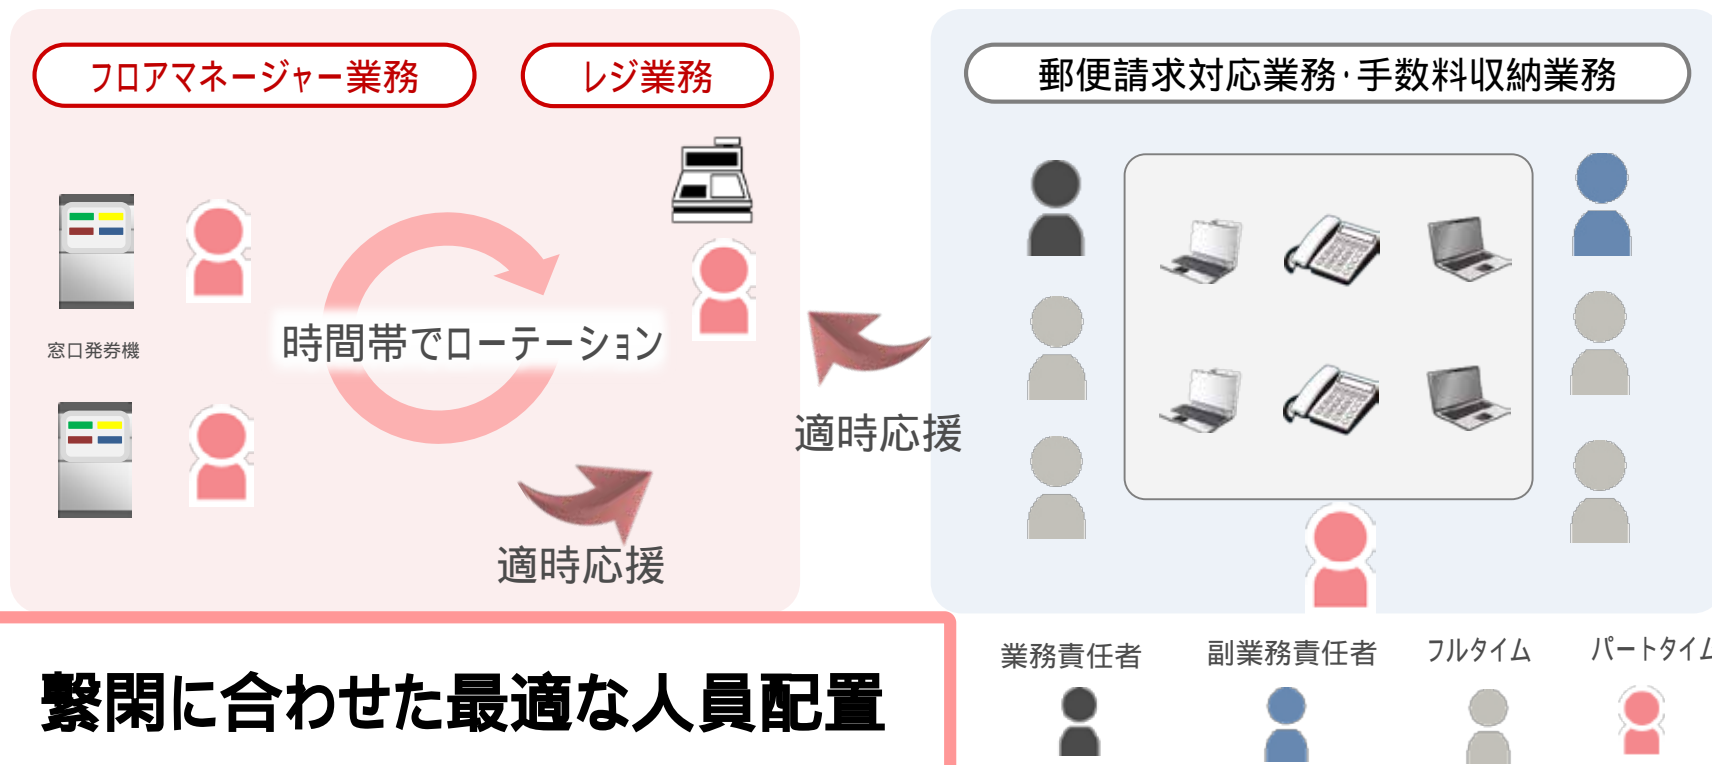 フロアマネージャー業務
レジ業務
郵便請求対応業務・手数料収納業務
窓口発券機
時間帯でローテーション
適時応援
適時応援
繋閑に合わせた最適な人員配置
業務責任者
副業務責任者
フルタイム
パートタイム